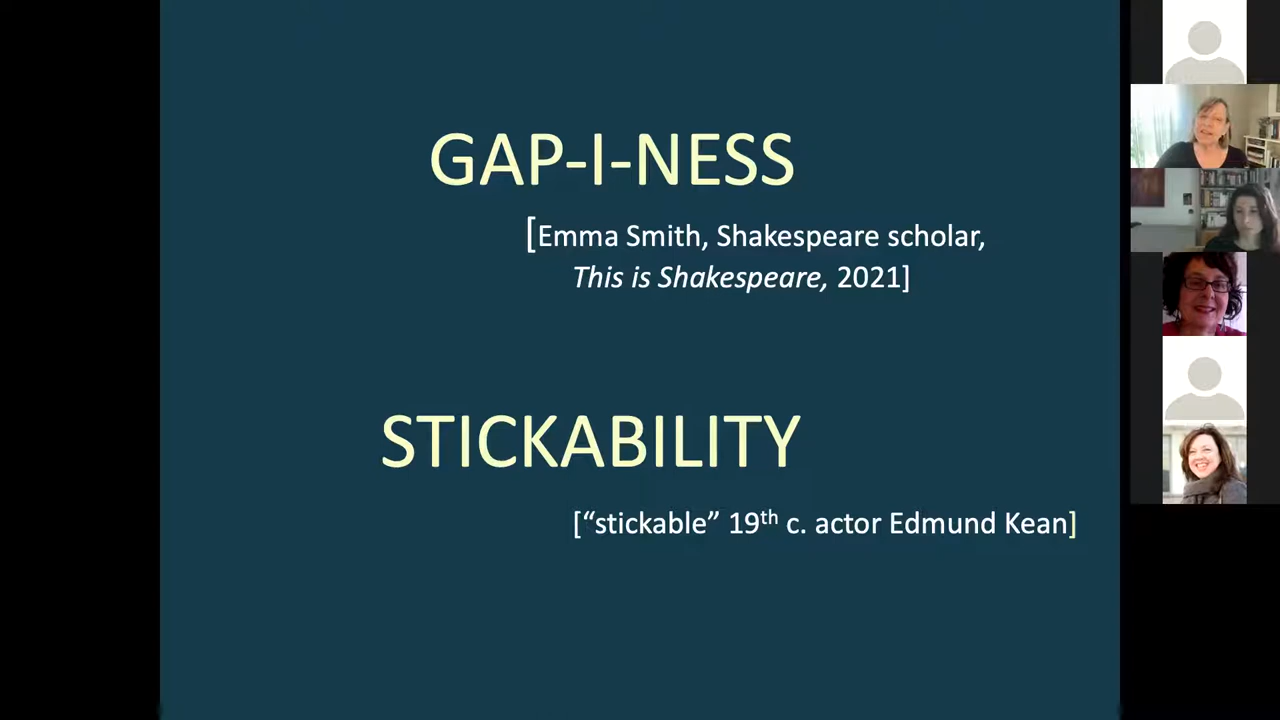 GAP-I-NESS
[Emma Smith, Shakespeare scholar,
This is Shakespeare, 2021]
STICKABILITY
[“stickable” 19th c. actor Edmund Kean]